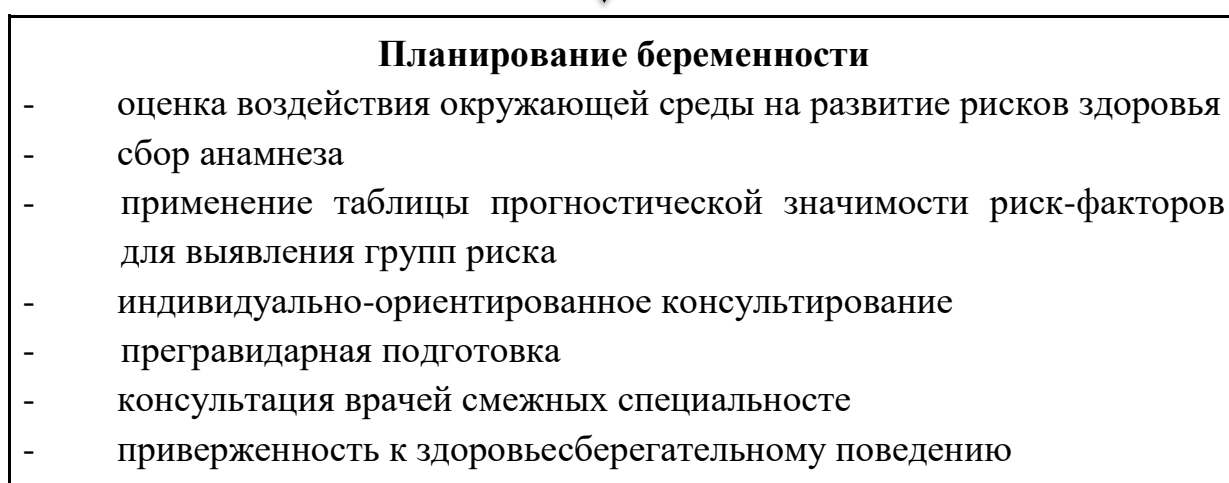 Планирование беременности
- оценка воздействия окружающей среды на развитие рисков здоровья
- сбор анамнеза
- применение таблицы прогностической значимости риск-факторов
для выявления групп риска
- индивидуально-ориентированное консультирование
- прегравидарная подготовка
- консультация врачей смежных специальносте
- приверженность к здоровьесберегательному поведению